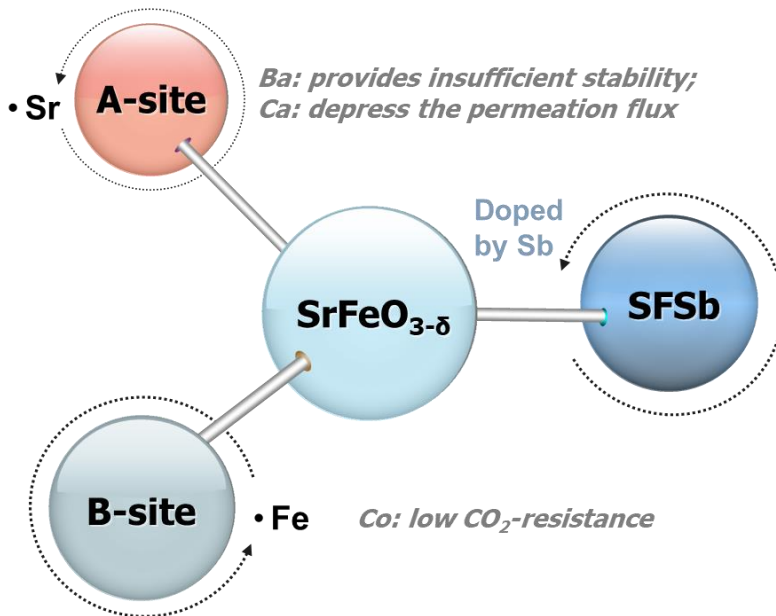 A-site
• Sr
Ba: provides insufficient stability;
Ca: depress the permeation flux
Doped
by Sb
SrFeO₃₋δ
SFSb
B-site
• Fe
Co: low CO₂-resistance